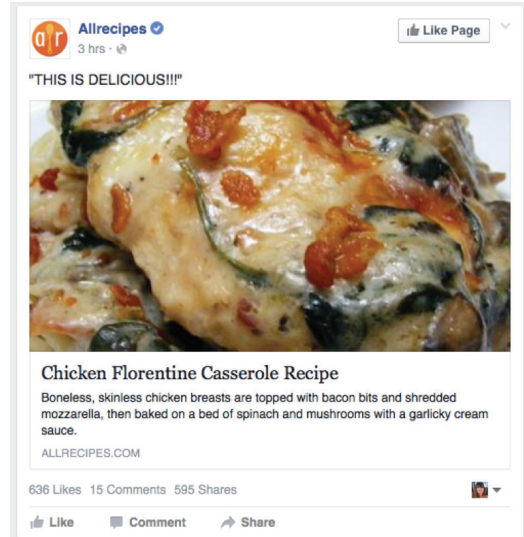 ar
Allrecipes
Like Page
3 hrs ·
"THIS IS DELICIOUS!!!"
Chicken Florentine Casserole Recipe
Boneless, skinless chicken breasts are topped with bacon bits and shredded
mozzarella, then baked on a bed of spinach and mushrooms with a garlicky cream
sauce.
ALLRECIPES.COM
636 Likes 15 Comments 595 Shares
Like Comment Share